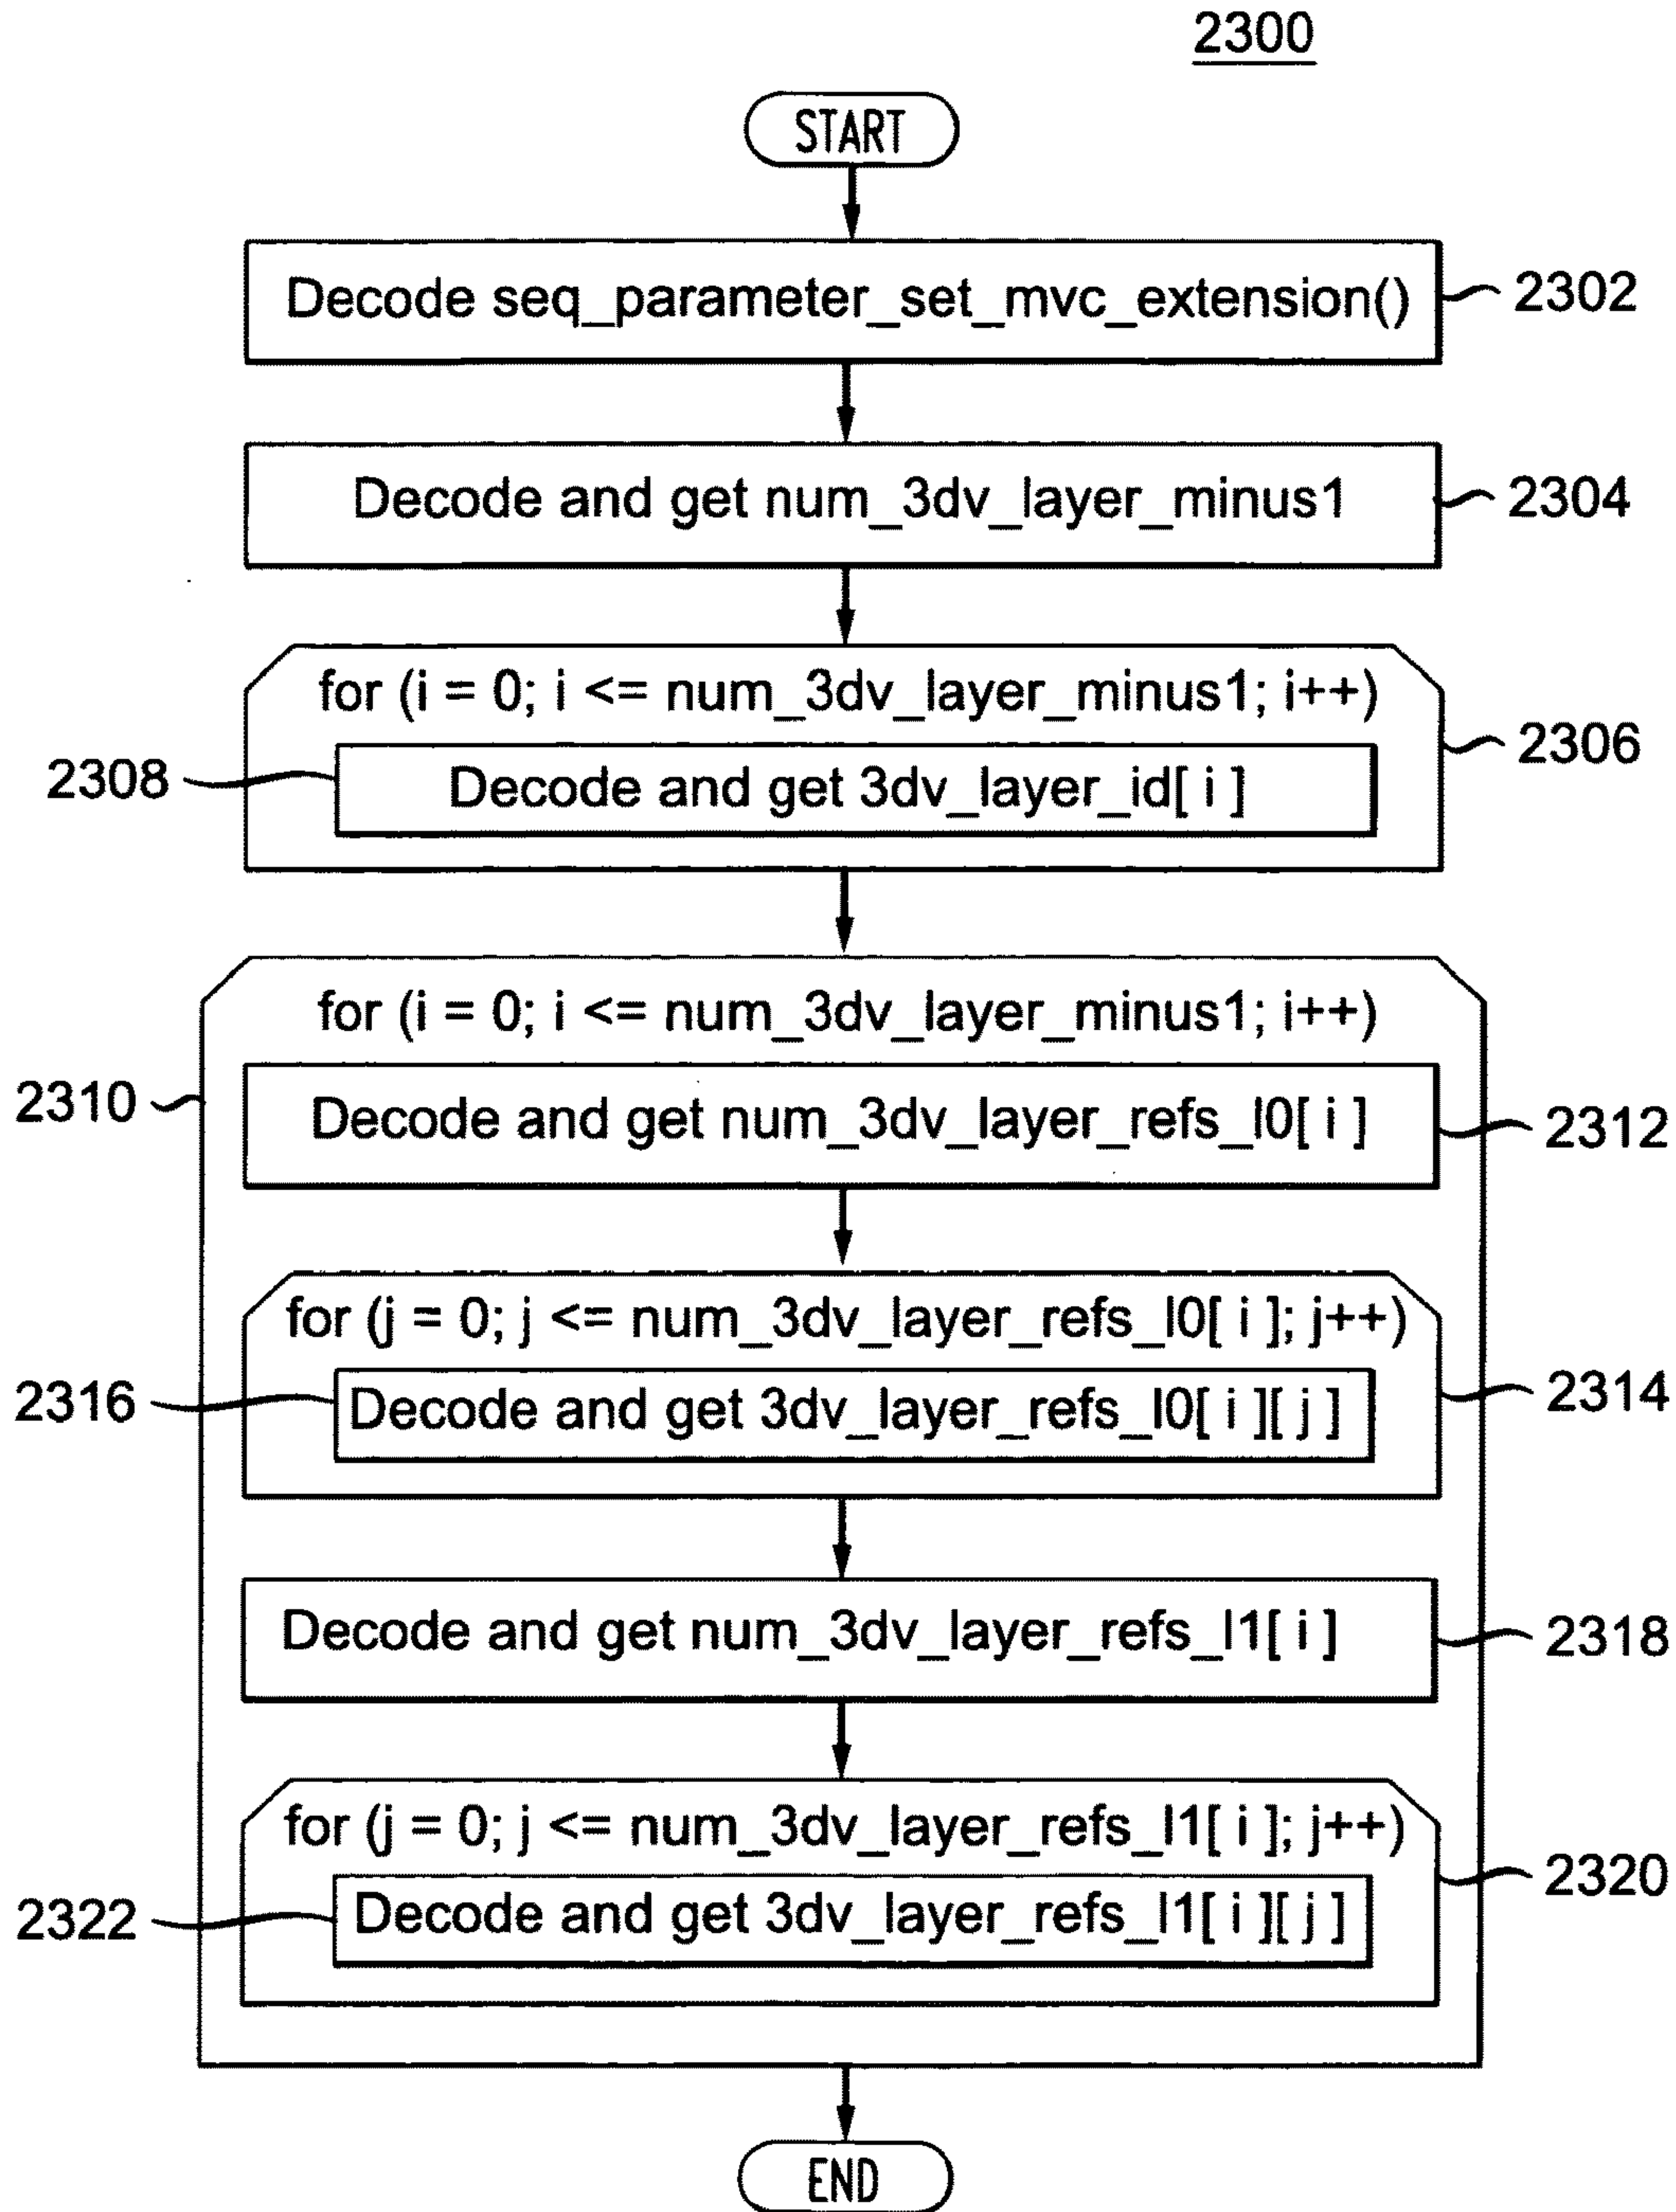 2300
START
Decode seq_parameter_set_mvc_extension()
2302
Decode and get num_3dv_layer_minus1
2304
for (i = 0; i <= num_3dv_layer_minus1; i++)
2306
2308
Decode and get 3dv_layer_id[ i ]
for (i = 0; i <= num_3dv_layer_minus1; i++)
2310
Decode and get num_3dv_layer_refs_l0[ i ]
2312
for (j = 0; j <= num_3dv_layer_refs_l0[ i ]; j++)
2314
2316
Decode and get 3dv_layer_refs_l0[ i ][ j ]
Decode and get num_3dv_layer_refs_l1[ i ]
2318
for (j = 0; j <= num_3dv_layer_refs_l1[ i ]; j++)
2320
2322
Decode and get 3dv_layer_refs_l1[ i ][ j ]
END